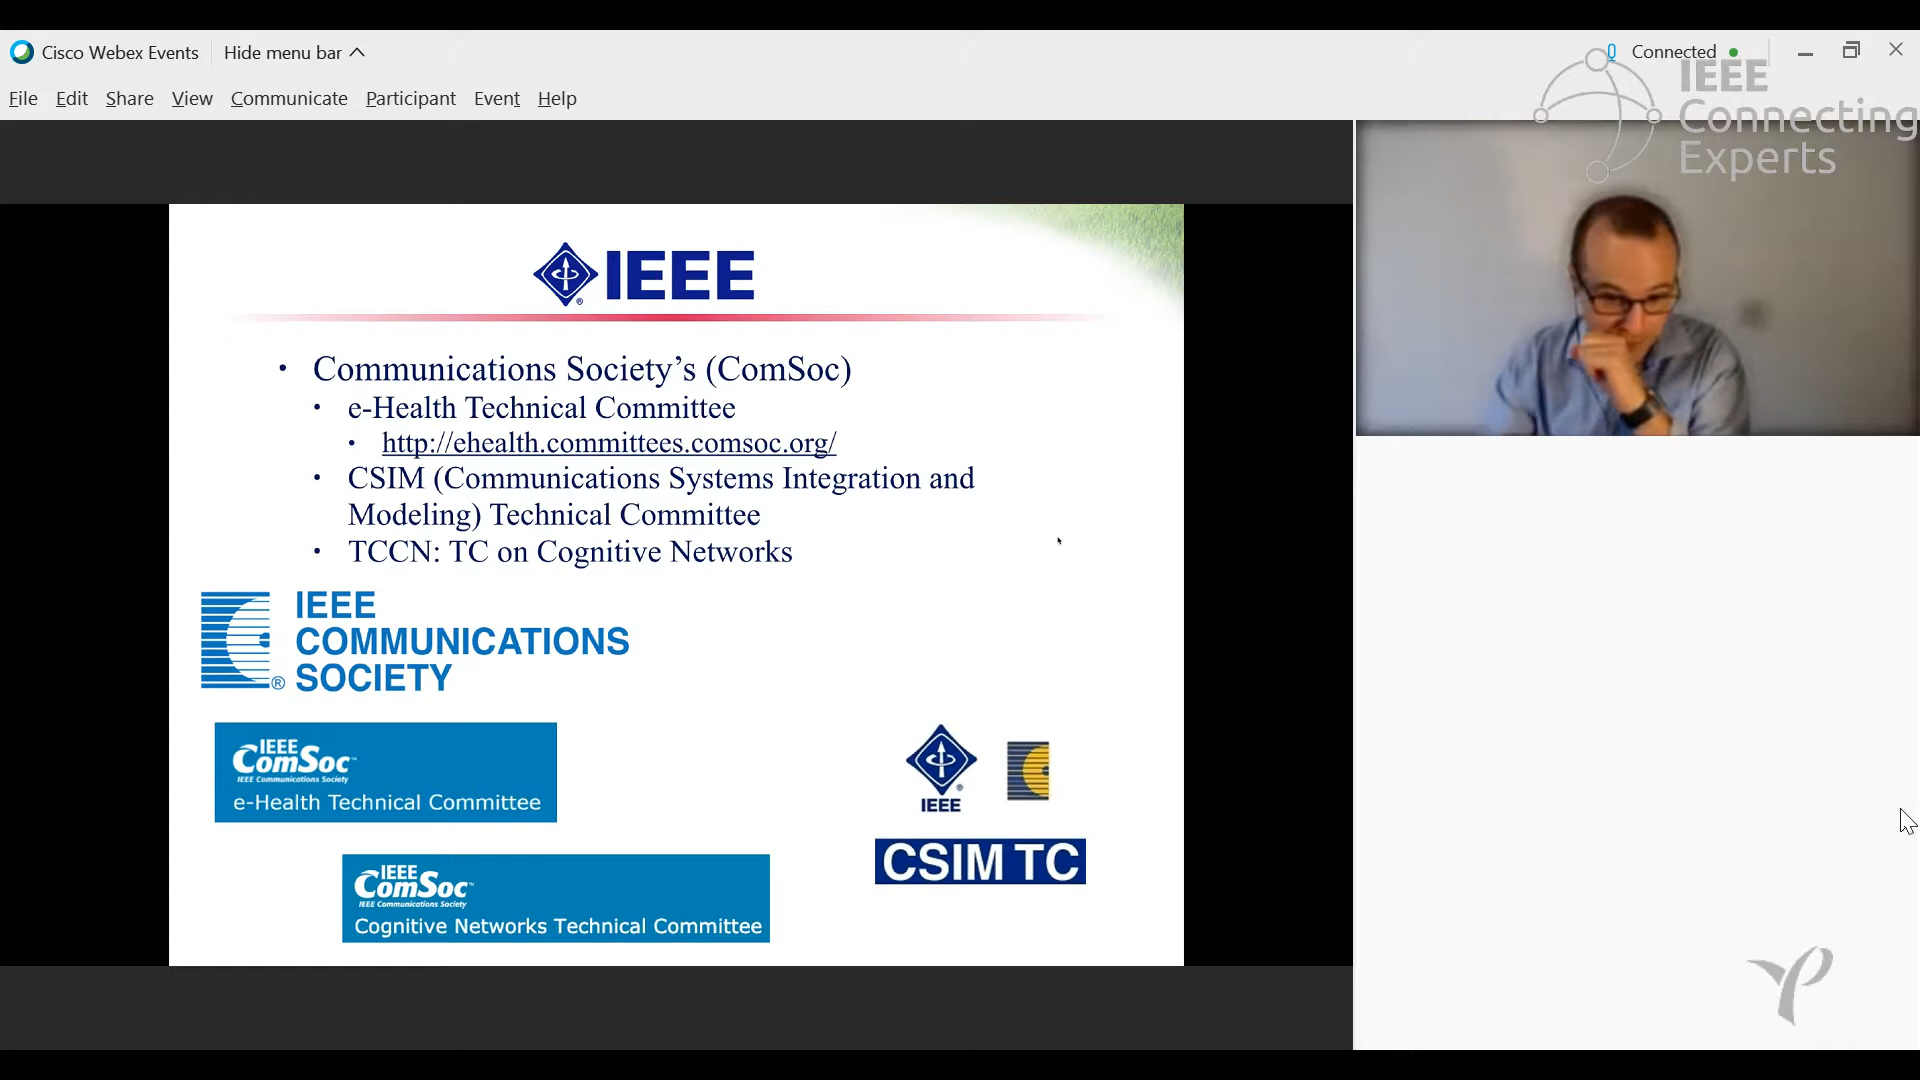 Cisco Webex Events
Hide menu bar
Connected
File Edit Share View Communicate Participant Event Help
IEEE
Connecting
Experts
IEEE
• Communications Society’s (ComSoc)
• e-Health Technical Committee
• http://ehealth.committees.comsoc.org/
• CSIM (Communications Systems Integration and
Modeling) Technical Committee
• TCCN: TC on Cognitive Networks
IEEE
COMMUNICATIONS
SOCIETY
®
IEEE
ComSoc™
IEEE Communications Society
e-Health Technical Committee
IEEE
CSIM TC
IEEE
ComSoc™
IEEE Communications Society
Cognitive Networks Technical Committee